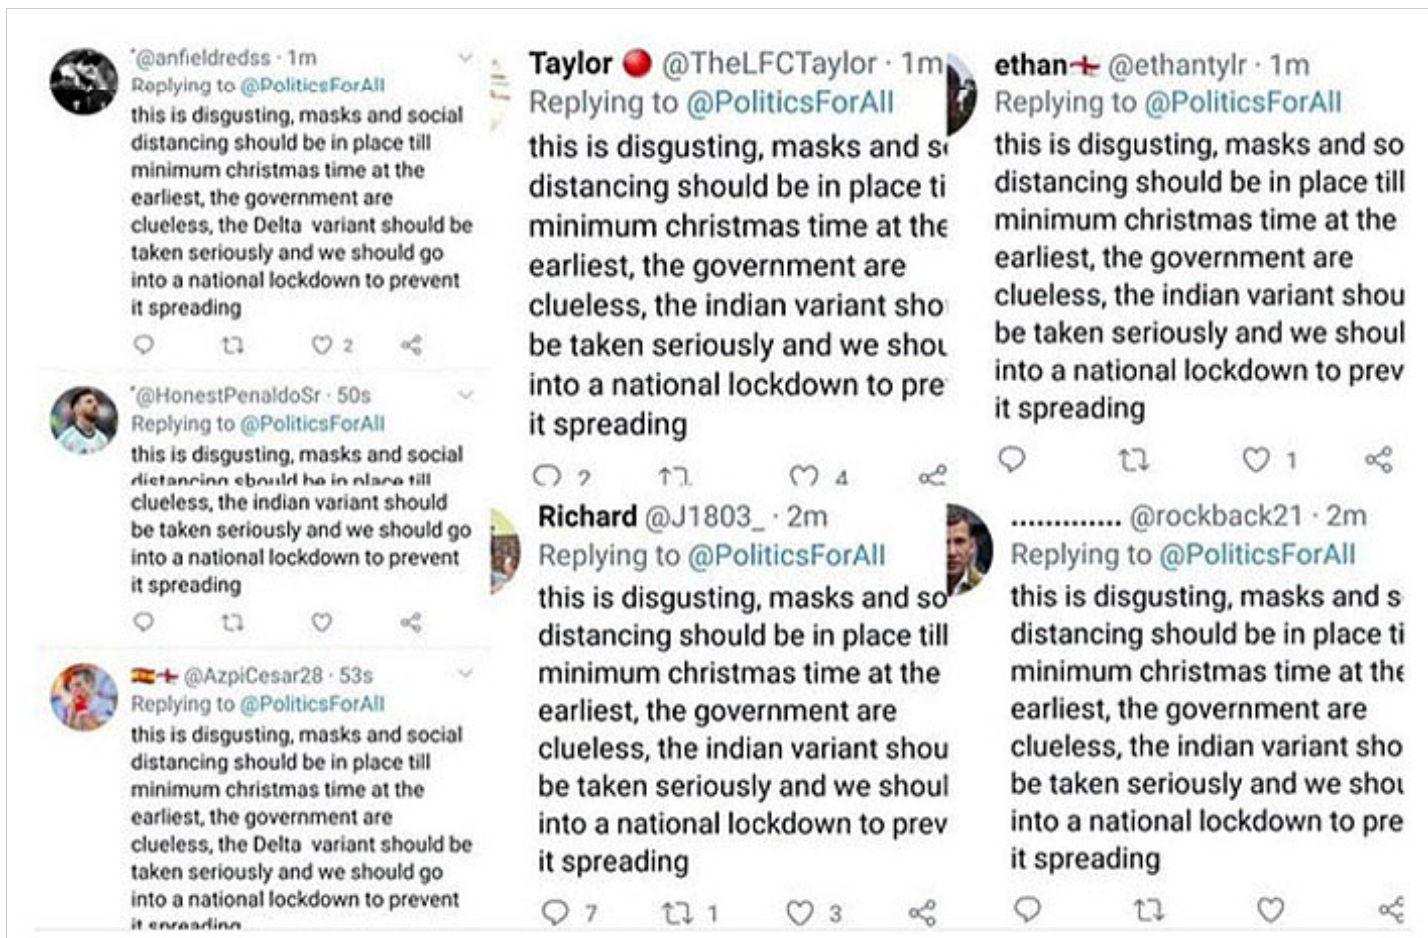 @anfieldredss · 1m
Replying to @PoliticsForAll
this is disgusting, masks and social
distancing should be in place till
minimum christmas time at the
earliest, the government are
clueless, the Delta variant should be
taken seriously and we should go
into a national lockdown to prevent
it spreading
2
@HonestPenaldoSr · 50s
Replying to @PoliticsForAll
this is disgusting, masks and social
distancing should be in place till
clueless, the indian variant should
be taken seriously and we should go
into a national lockdown to prevent
it spreading
@AzpiCesar28 · 53s
Replying to @PoliticsForAll
this is disgusting, masks and social
distancing should be in place till
minimum christmas time at the
earliest, the government are
clueless, the Delta variant should be
taken seriously and we should go
into a national lockdown to prevent
it spreading
Taylor @TheLFCTaylor · 1m
Replying to @PoliticsForAll
this is disgusting, masks and s
distancing should be in place ti
minimum christmas time at the
earliest, the government are
clueless, the indian variant sho
be taken seriously and we shou
into a national lockdown to pre
it spreading
2 4
Richard @J1803_ · 2m
Replying to @PoliticsForAll
this is disgusting, masks and so
distancing should be in place till
minimum christmas time at the
earliest, the government are
clueless, the indian variant shou
be taken seriously and we shoul
into a national lockdown to prev
it spreading
7 1 3
ethan @ethantylr · 1m
Replying to @PoliticsForAll
this is disgusting, masks and so
distancing should be in place till
minimum christmas time at the
earliest, the government are
clueless, the indian variant shou
be taken seriously and we shoul
into a national lockdown to prev
it spreading
1
............. @rockback21 · 2m
Replying to @PoliticsForAll
this is disgusting, masks and s
distancing should be in place ti
minimum christmas time at the
earliest, the government are
clueless, the indian variant sho
be taken seriously and we shou
into a national lockdown to pre
it spreading